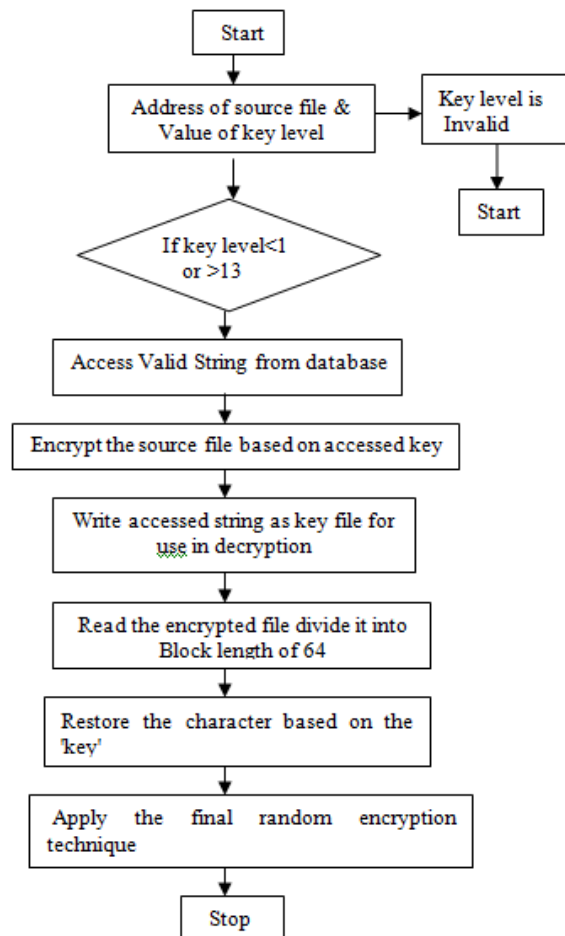 Start
Address of source file &
Value of key level
Key level is
Invalid
Start
If key level<1
or >13
Access Valid String from database
Encrypt the source file based on accessed key
Write accessed string as key file for
use in decryption
Read the encrypted file divide it into
Block length of 64
Restore the character based on the
'key'
Apply the final random encryption
technique
Stop